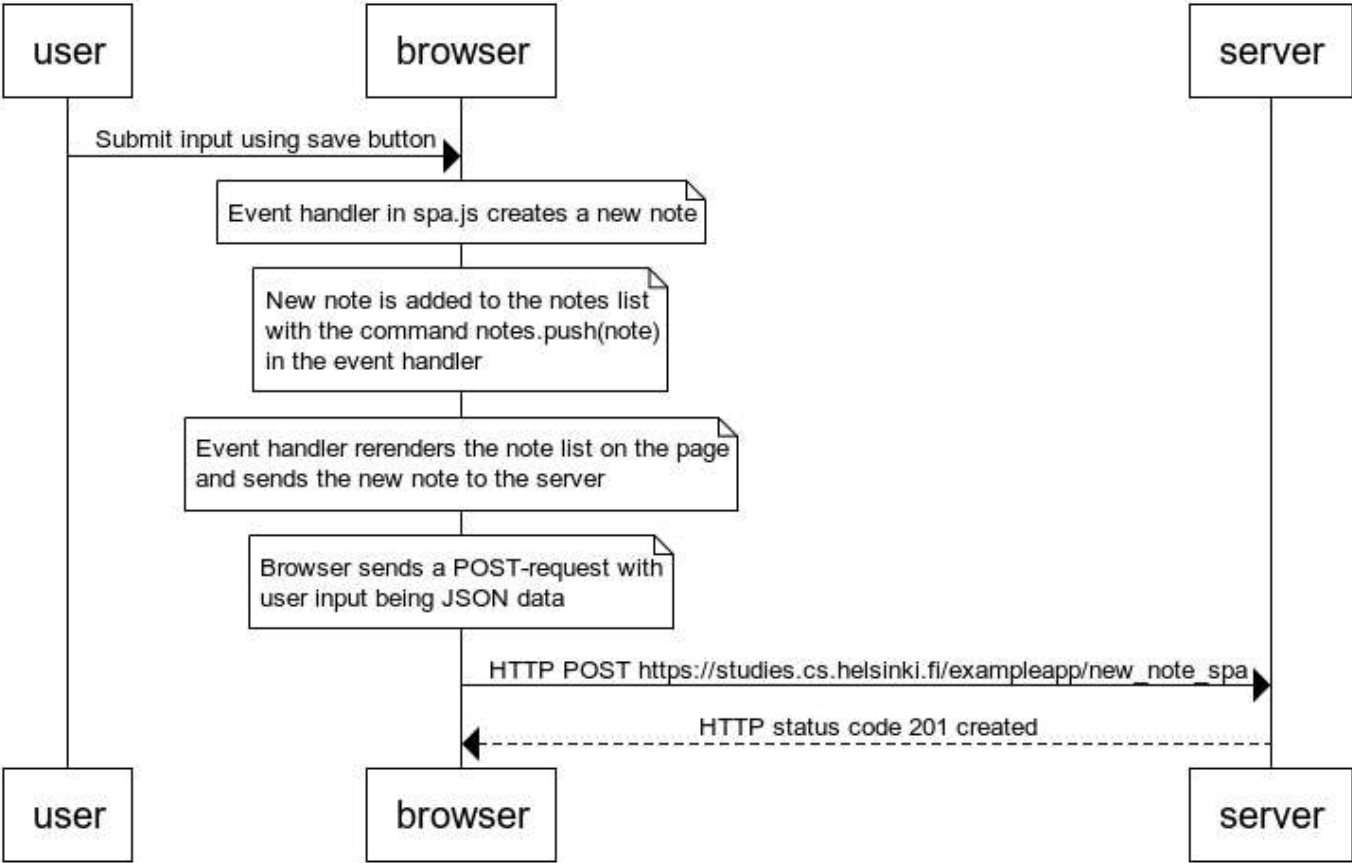 user
browser
server
Submit input using save button
Event handler in spa.js creates a new note
New note is added to the notes list
with the command notes.push(note)
in the event handler
Event handler rerenders the note list on the page
and sends the new note to the server
Browser sends a POST-request with
user input being JSON data
HTTP POST https://studies.cs.helsinki.fi/exampleapp/new_note_spa
HTTP status code 201 created
user
browser
server